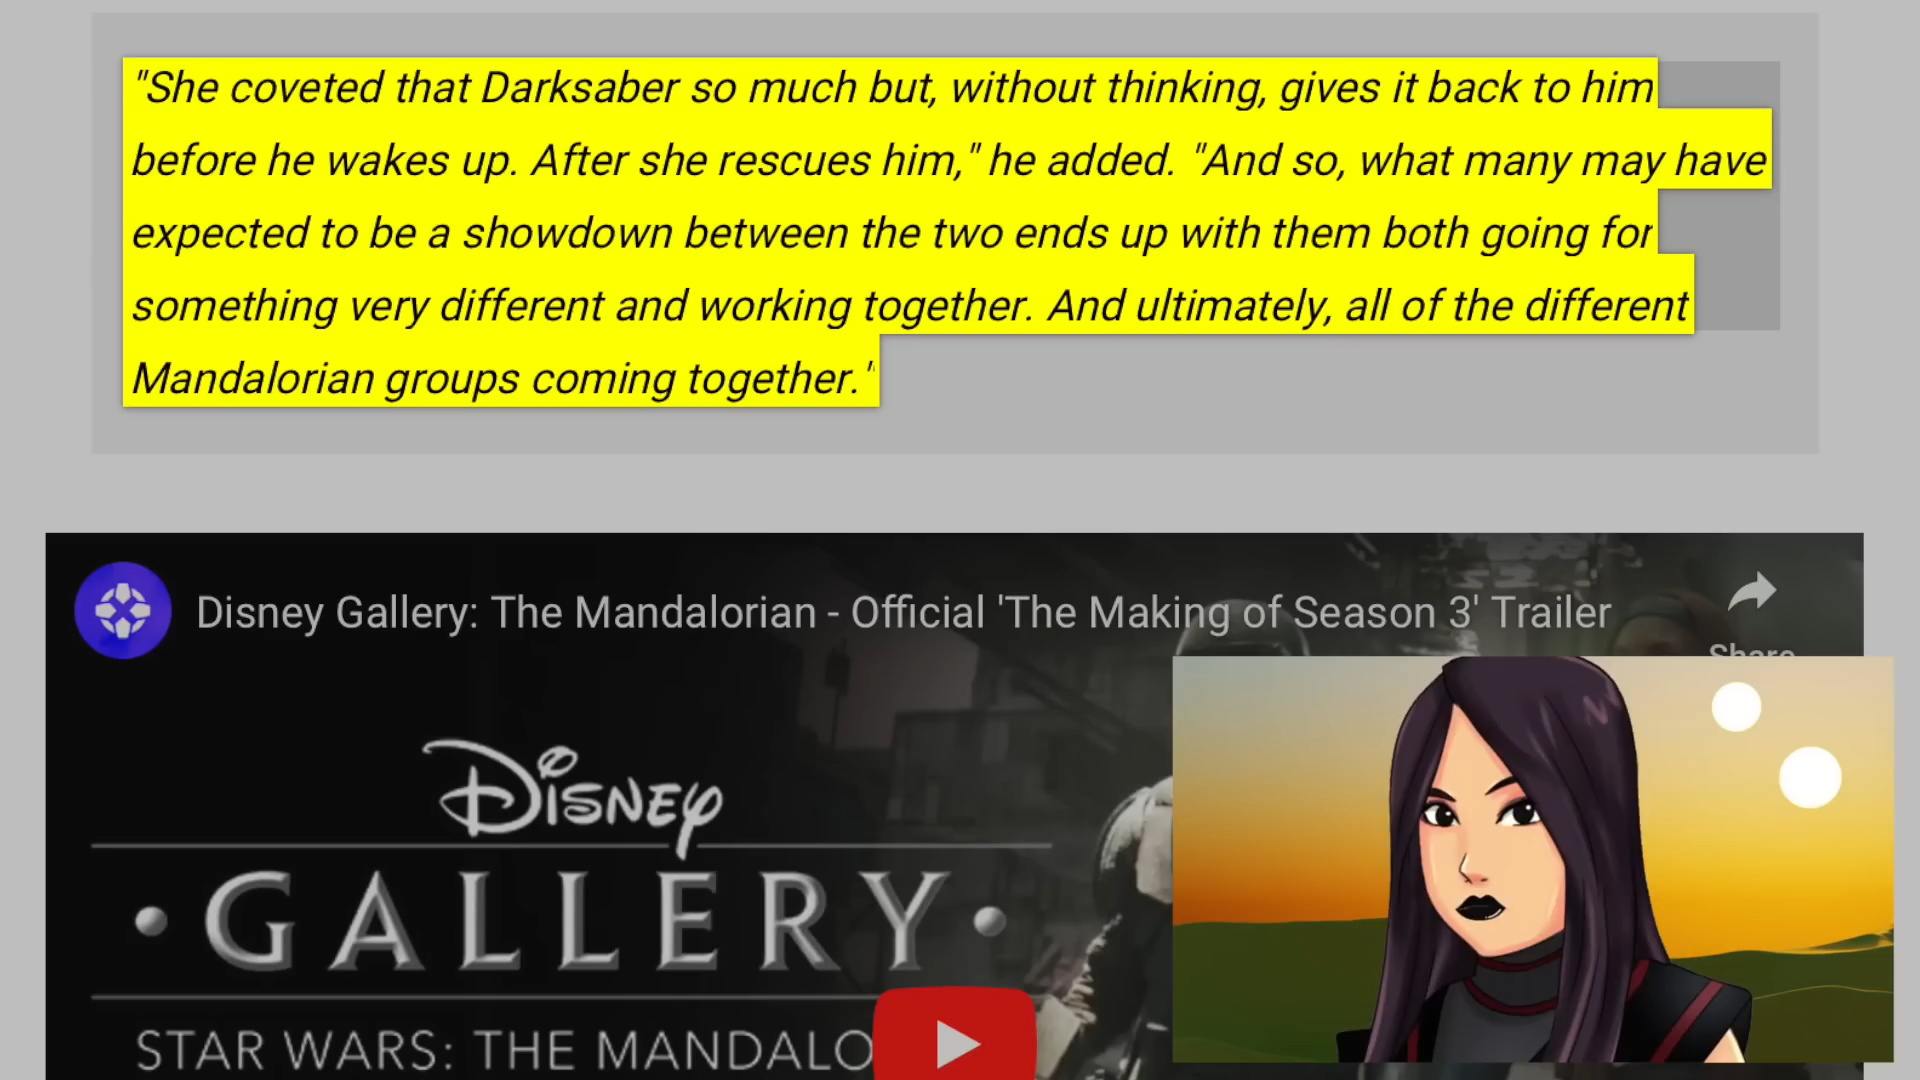 "She coveted that Darksaber so much but, without thinking, gives it back to him
before he wakes up. After she rescues him," he added. "And so, what many may have
expected to be a showdown between the two ends up with them both going for
something very different and working together. And ultimately, all of the different
Mandalorian groups coming together."
Disney Gallery: The Mandalorian - Official 'The Making of Season 3' Trailer
Share
DISNEY
• GALLERY •
STAR WARS: THE MANDALO